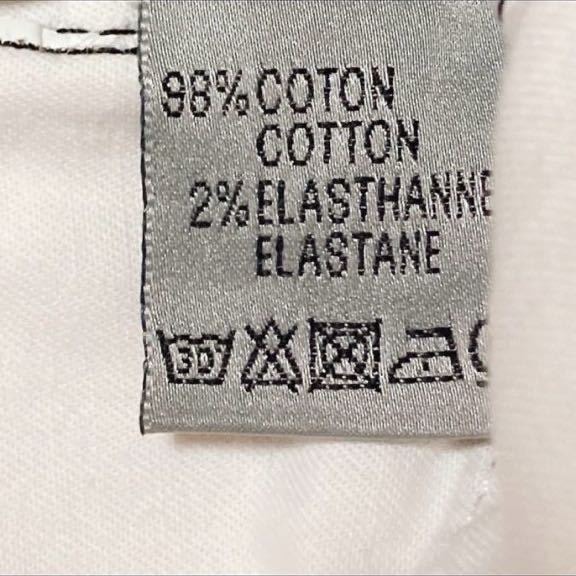 98% COTON
COTTON
2% ELASTHANNE
ELASTANE
30